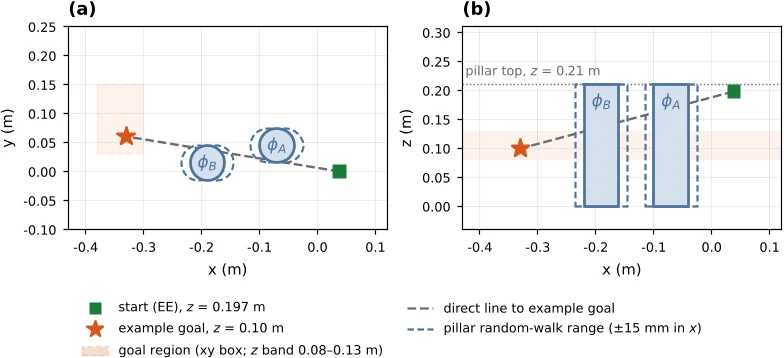 (a)
0.25
0.20
0.15
0.10
0.05
0.00
-0.05
-0.10
y (m)
ϕB
ϕA
-0.4 -0.3 -0.2 -0.1 0.0 0.1
x (m)
(b)
0.30
0.25
0.20
0.15
0.10
0.05
0.00
z (m)
pillar top, z = 0.21 m
ϕB
ϕA
-0.4 -0.3 -0.2 -0.1 0.0 0.1
x (m)
start (EE), z = 0.197 m
example goal, z = 0.10 m
goal region (xy box; z band 0.08–0.13 m)
direct line to example goal
pillar random-walk range (±15 mm in x)